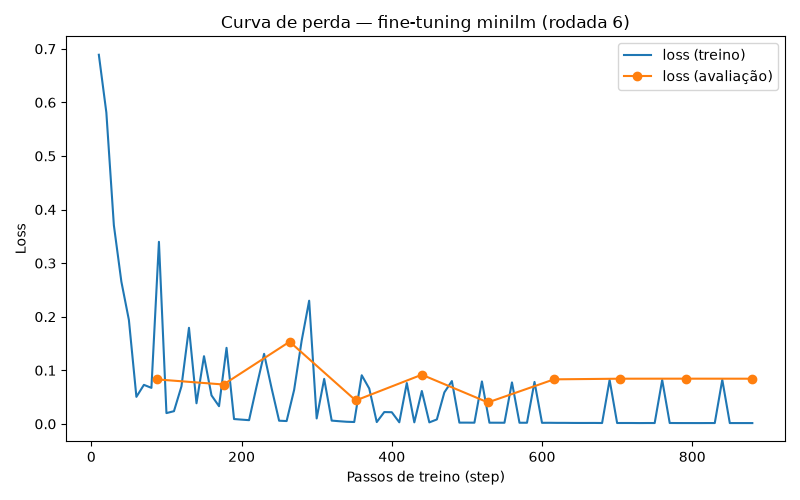 Curva de perda — fine-tuning minilm (rodada 6)
loss (treino)
loss (avaliação)
Loss
0.7
0.6
0.5
0.4
0.3
0.2
0.1
0.0
0 200 400 600 800
Passos de treino (step)